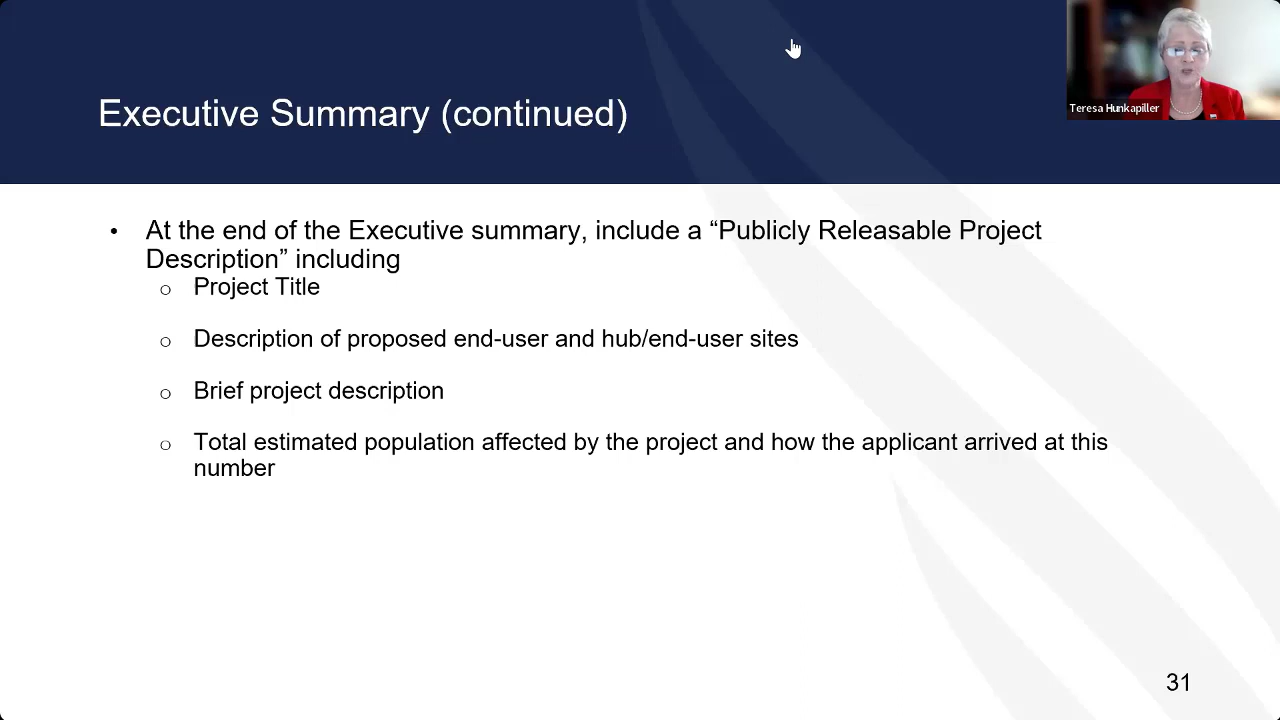 Teresa Hunkapiller
Executive Summary (continued)
• At the end of the Executive summary, include a “Publicly Releasable Project
Description” including
o Project Title
o Description of proposed end-user and hub/end-user sites
o Brief project description
o Total estimated population affected by the project and how the applicant arrived at this
number
31